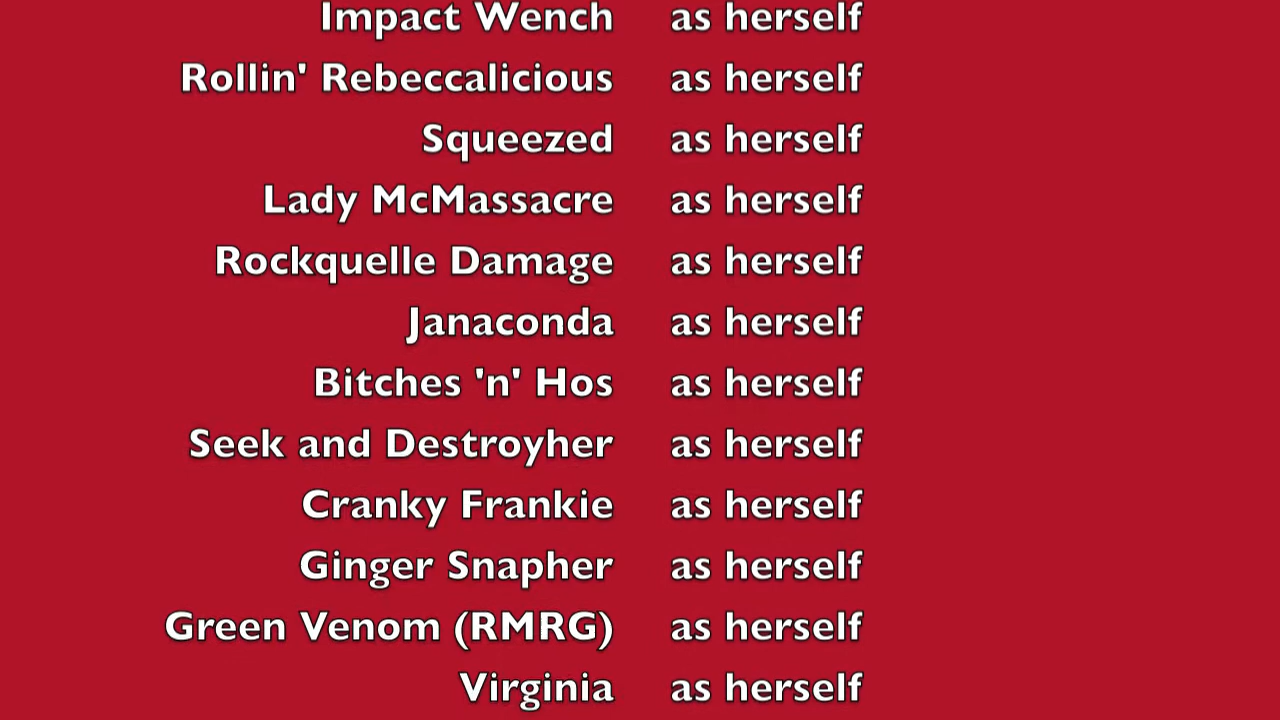 Impact Wench as herself
Rollin' Rebeccalicious as herself
Squeezed as herself
Lady McMassacre as herself
Rockquelle Damage as herself
Janaconda as herself
Bitches 'n' Hos as herself
Seek and Destroyher as herself
Cranky Frankie as herself
Ginger Snapher as herself
Green Venom (RMRG) as herself
Virginia as herself